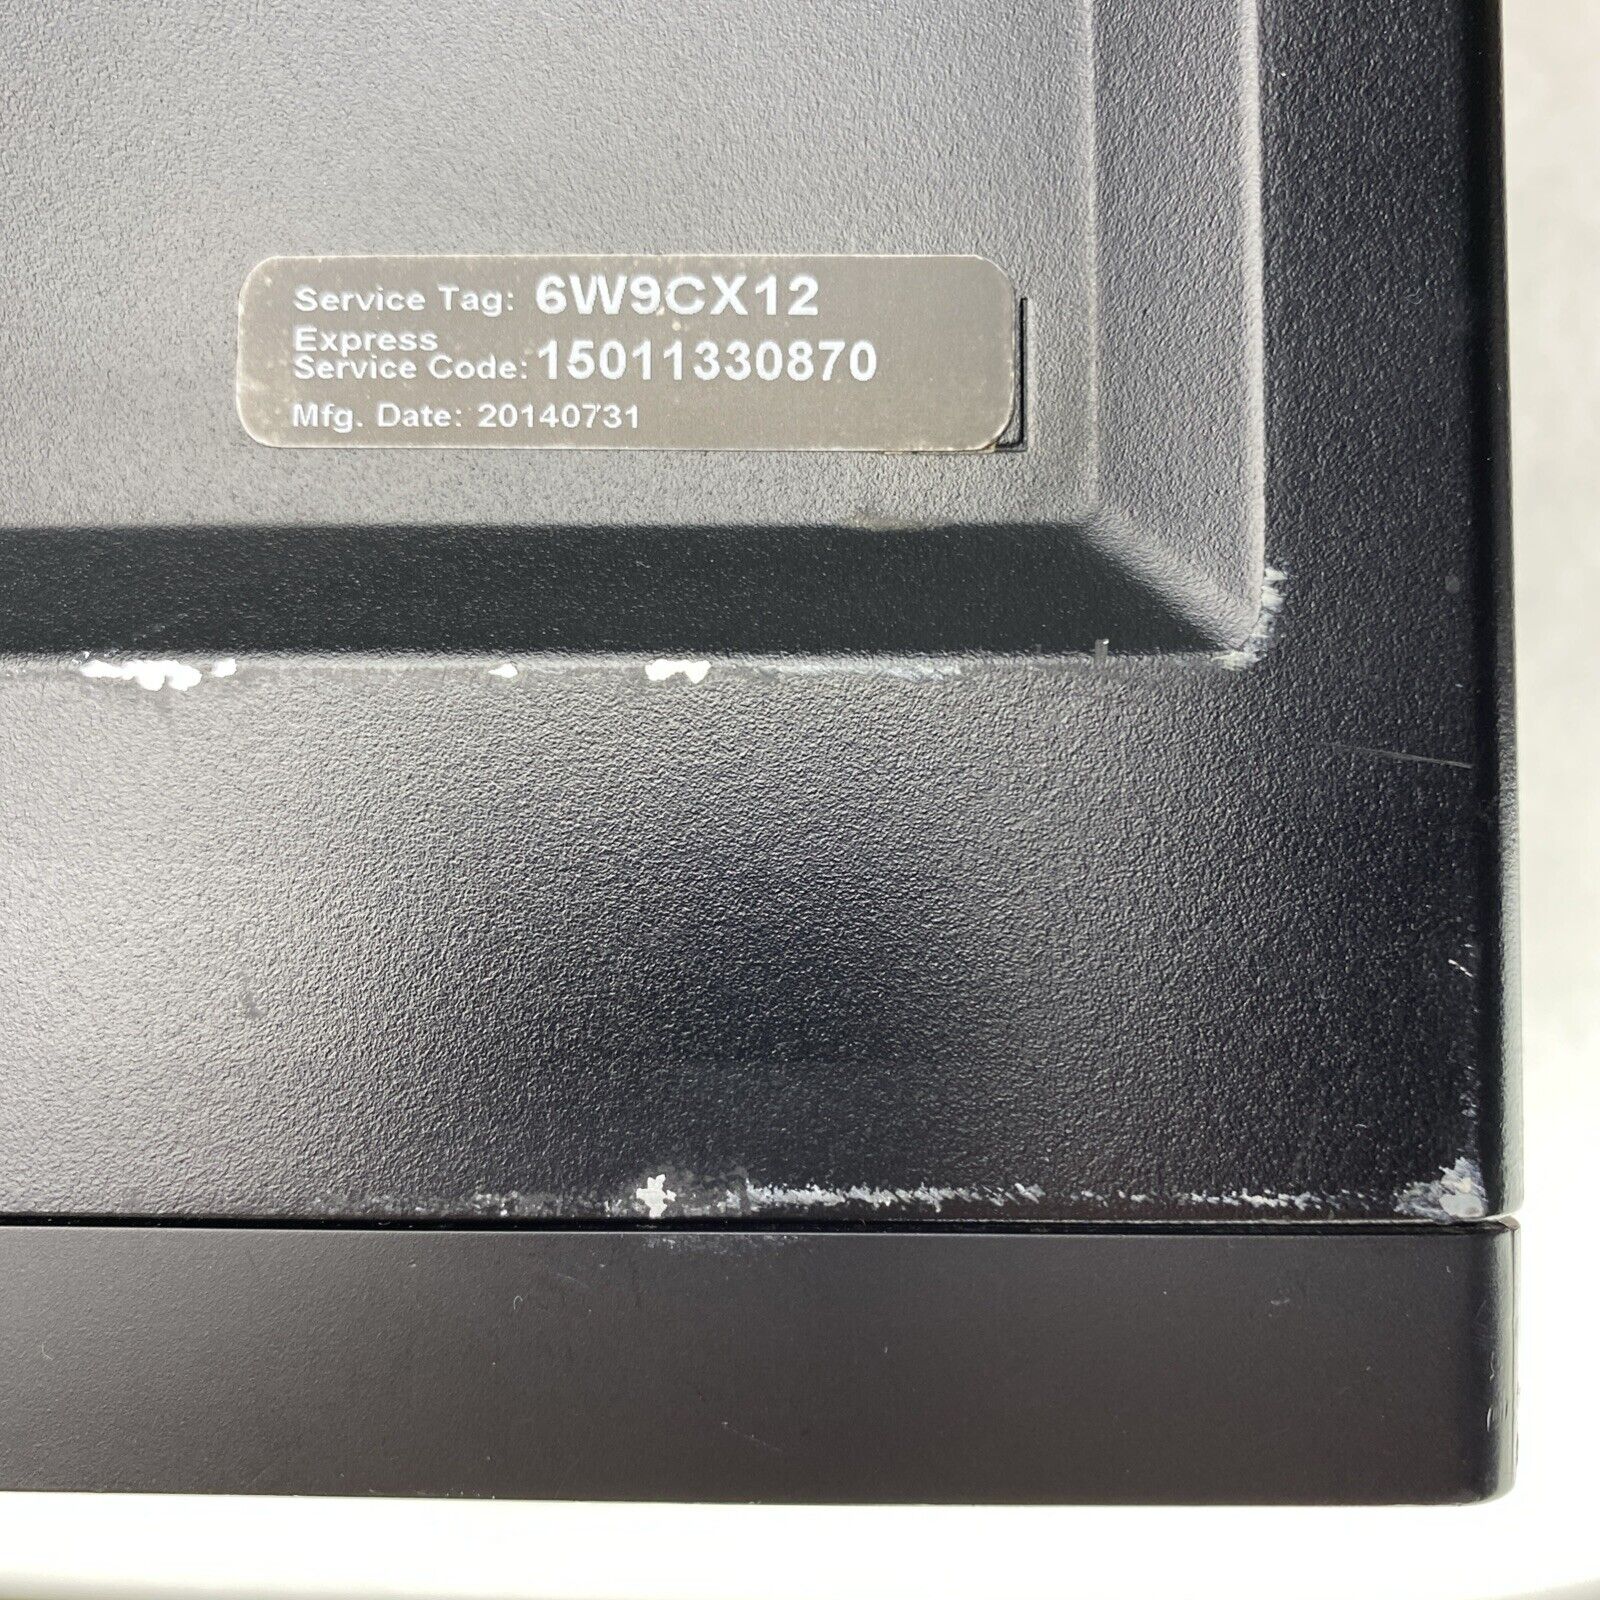 Service Tag: 6W9CX12
Express
Service Code: 15011330870
Mfg. Date: 20140731